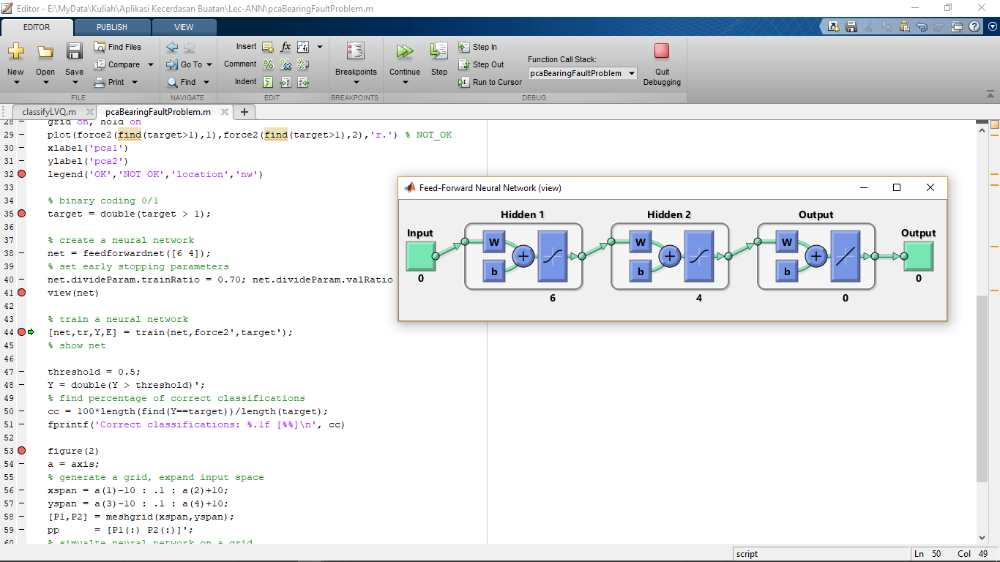 Editor - E:\MyData\Kuliah\Aplikasi Kecerdasan Buatan\Lec-ANN\pcaBearingFaultProblem.m
EDITOR PUBLISH VIEW
New Open Save Find Files Compare Print
Go To Find
Insert fx Comment Indent
Breakpoints
Continue Step Step In Step Out Run to Cursor
Function Call Stack:
pcaBearingFaultProblem
Quit Debugging
FILE NAVIGATE EDIT BREAKPOINTS DEBUG
classifyLVQ.m pcaBearingFaultProblem.m
28 grid on, hold on
29 plot(force2(find(target>1),1),force2(find(target>1),2),'r.') % NOT_OK
30 xlabel('pca1')
31 ylabel('pca2')
32 legend('OK','NOT OK','location','nw')
33
34 % binary coding 0/1
35 target = double(target > 1);
36
37 % create a neural network
38 net = feedforwardnet([6 4]);
39 % set early stopping parameters
40 net.divideParam.trainRatio = 0.70; net.divideParam.valRatio
41 view(net)
42
43 % train a neural network
44 [net,tr,Y,E] = train(net,force2',target');
45 % show net
46
47 threshold = 0.5;
48 Y = double(Y > threshold)';
49 % find percentage of correct classifications
50 cc = 100*length(find(Y==target))/length(target);
51 fprintf('Correct classifications: %.1f [%%]\n', cc)
52
53 figure(2)
54 a = axis;
55 % generate a grid, expand input space
56 xspan = a(1)-10 : .1 : a(2)+10;
57 yspan = a(3)-10 : .1 : a(4)+10;
58 [P1,P2] = meshgrid(xspan,yspan);
59 pp = [P1(:) P2(:)]';
60 % simualte neural network on a grid
Feed-Forward Neural Network (view)
Hidden 1 Hidden 2 Output
Input Output
W W W
+ + +
b b b
0 6 4 0 0
script Ln 50 Col 49